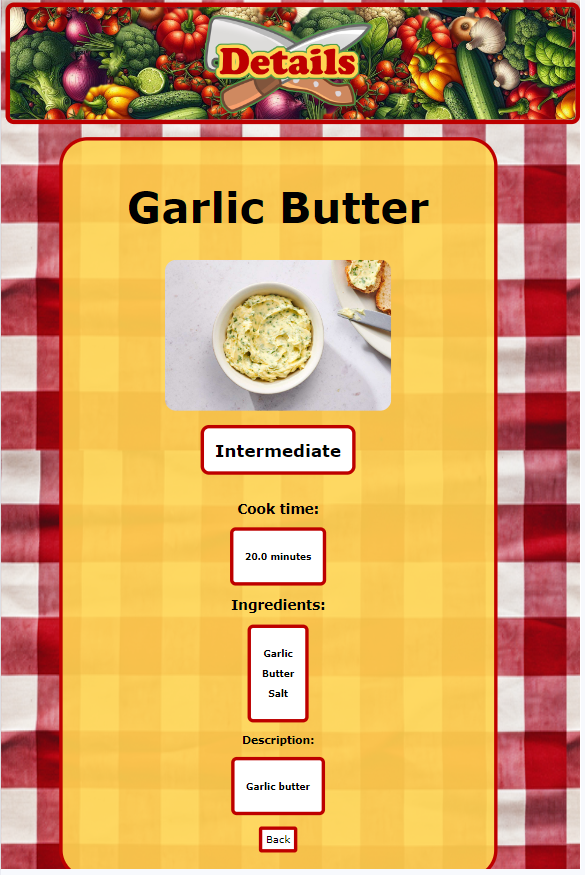 Details
Garlic Butter
Intermediate
Cook time:
20.0 minutes
Ingredients:
Garlic
Butter
Salt
Description:
Garlic butter
Back